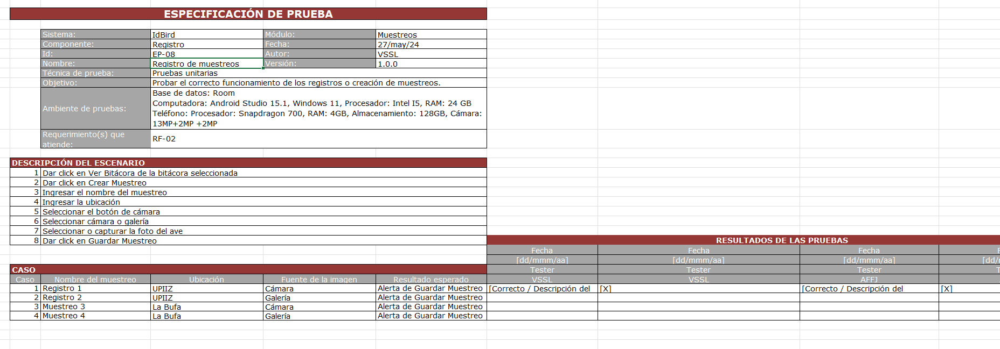 ESPECIFICACIÓN DE PRUEBA
Sistema: IdBird Módulo: Muestreos
Componente: Registro Fecha: 27/may/24
Id: EP-08 Autor: VSSL
Nombre: Registro de muestreos Versión: 1.0.0
Técnica de prueba: Pruebas unitarias
Objetivo: Probar el correcto funcionamiento de los registros o creación de muestreos.
Ambiente de pruebas:
Base de datos: Room
Computadora: Android Studio 15.1, Windows 11, Procesador: Intel I5, RAM: 24 GB
Teléfono: Procesador: Snapdragon 700, RAM: 4GB, Almacenamiento: 128GB, Cámara:
13MP+2MP +2MP
Requerimiento(s) que
atiende:
RF-02
DESCRIPCIÓN DEL ESCENARIO
1 Dar click en Ver Bitácora de la bitácora seleccionada
2 Dar click en Crear Muestreo
3 Ingresar el nombre del muestreo
4 Ingresar la ubicación
5 Seleccionar el botón de cámara
6 Seleccionar cámara o galería
7 Seleccionar o capturar la foto del ave
8 Dar click en Guardar Muestreo
RESULTADOS DE LAS PRUEBAS
Fecha Fecha Fecha
[dd/mmm/aa] [dd/mmm/aa] [dd/mmm/aa]
CASO Tester Tester Tester
Caso Nombre del muestreo Ubicación Fuente de la imagen Resultado esperado VSSL VSSL AFFJ
1 Registro 1 UPIIZ Cámara Alerta de Guardar Muestreo [Correcto / Descripción del [X] [Correcto / Descripción del [X]
2 Registro 2 UPIIZ Galería Alerta de Guardar Muestreo
3 Muestreo 3 La Bufa Cámara Alerta de Guardar Muestreo
4 Muestreo 4 La Bufa Galería Alerta de Guardar Muestreo